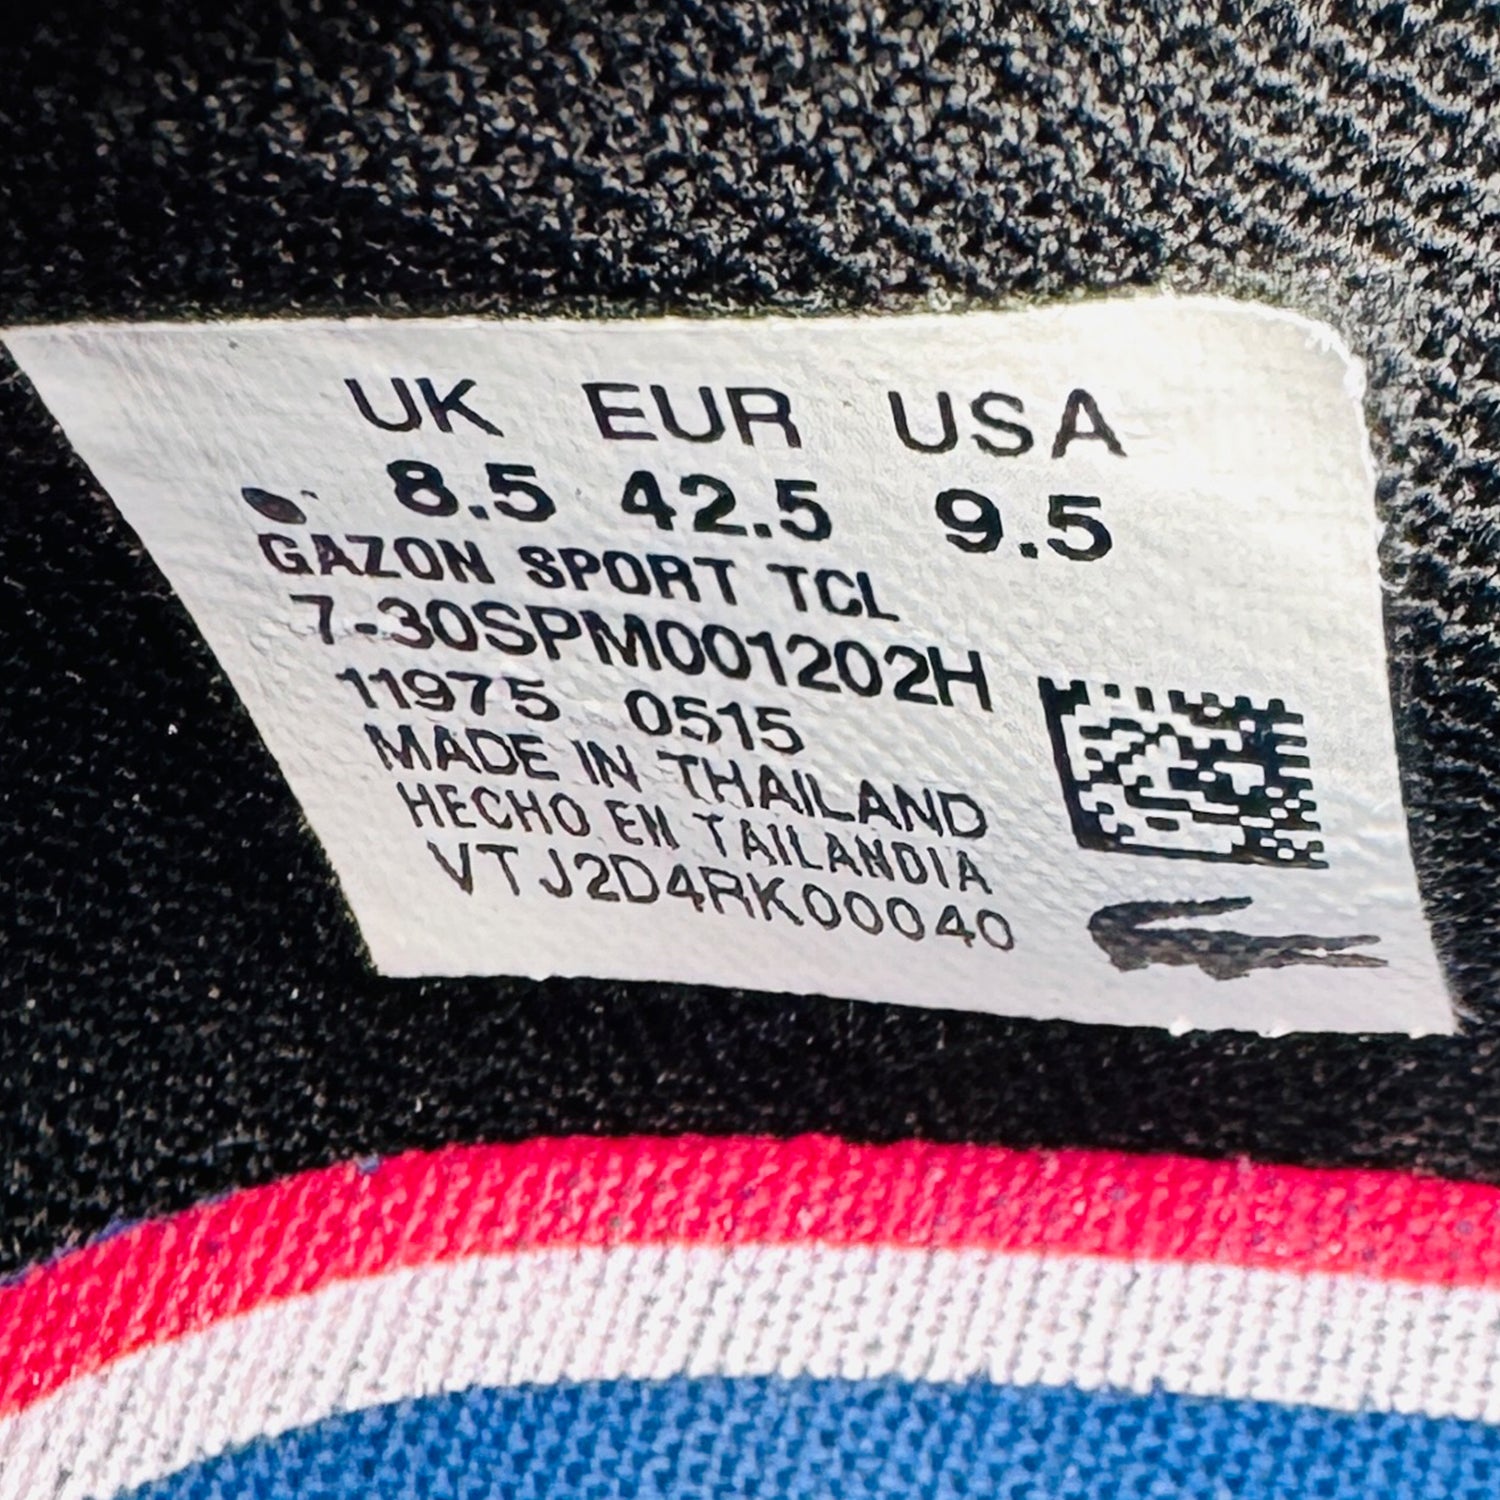 UK EUR USA
8.5 42.5 9.5
GAZON SPORT TCL
7-30SPM001202H
11975 0515
MADE IN THAILAND
HECHO EN TAILANDIA
VTJ2D4RK00040